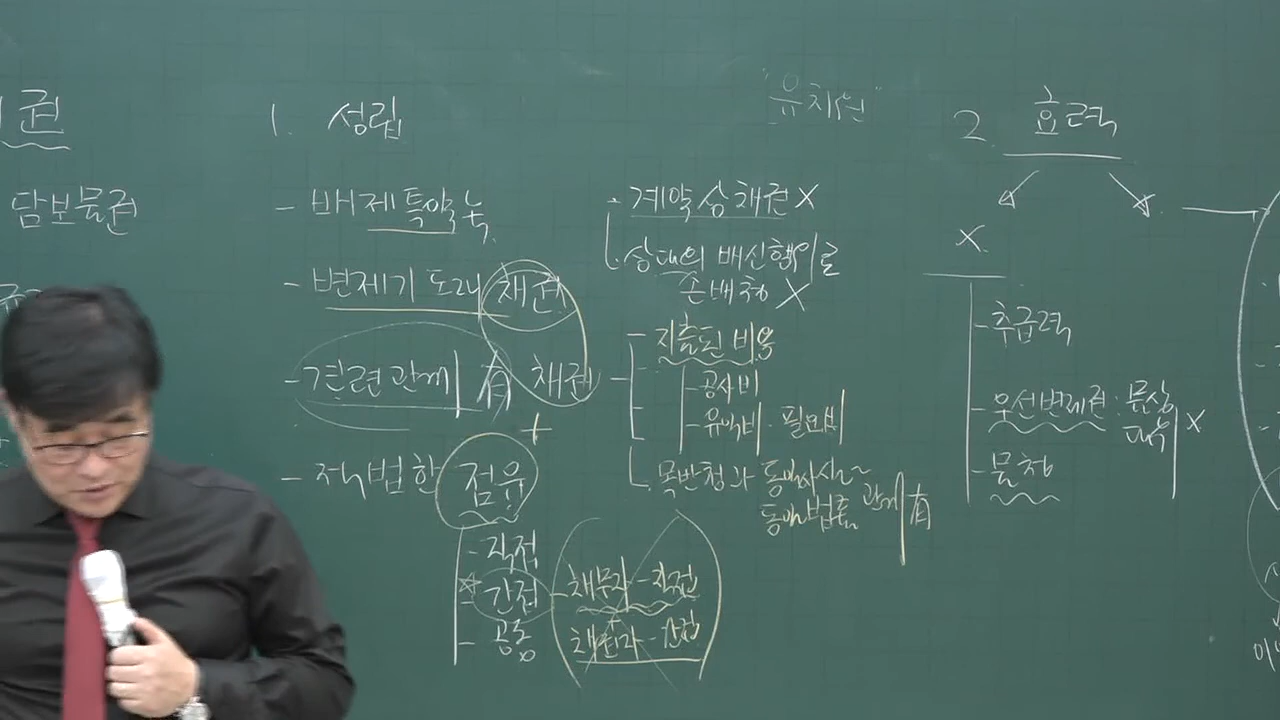 권
담보물권
1. 성립
- 배제특약 X
- 변제기 도래 채권
- 견련관계 有 채권
+
- 적법한 점유
- 직접
☆ - 간접
- 공동
- 채무자 - 직접
채권자 - 간접
"유치원"
- 계약상 채권 X
상대의 배신행위로
손배청 X
- 지출된 비용
- 공사비
- 유익비 · 필요비
목반청과 동일사실~
동일법률 관계 有
2. 효력
X
- 추급력
- 우선변제권 : 물상
대위 X
- 물청